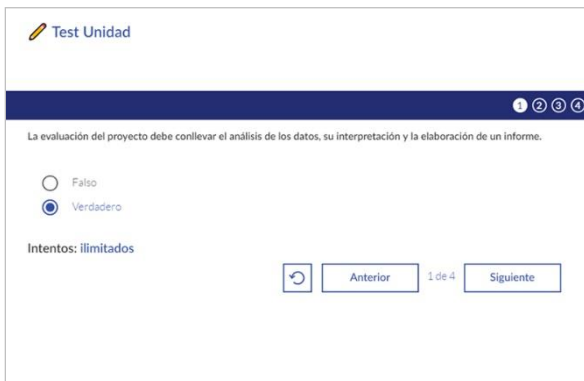 Test Unidad
1 2 3 4
La evaluación del proyecto debe conllevar el análisis de los datos, su interpretación y la elaboración de un informe.
Falso
Verdadero
Intentos: ilimitados
Anterior 1 de 4 Siguiente